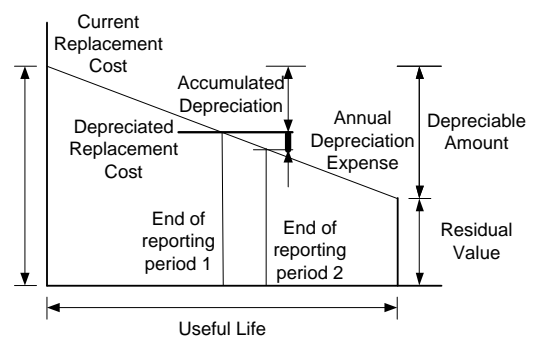 Current
Replacement
Cost
Accumulated
Depreciation
Depreciated
Replacement
Cost
Annual
Depreciation
Expense
Depreciable
Amount
End of
reporting
period 1
End of
reporting
period 2
Residual
Value
Useful Life